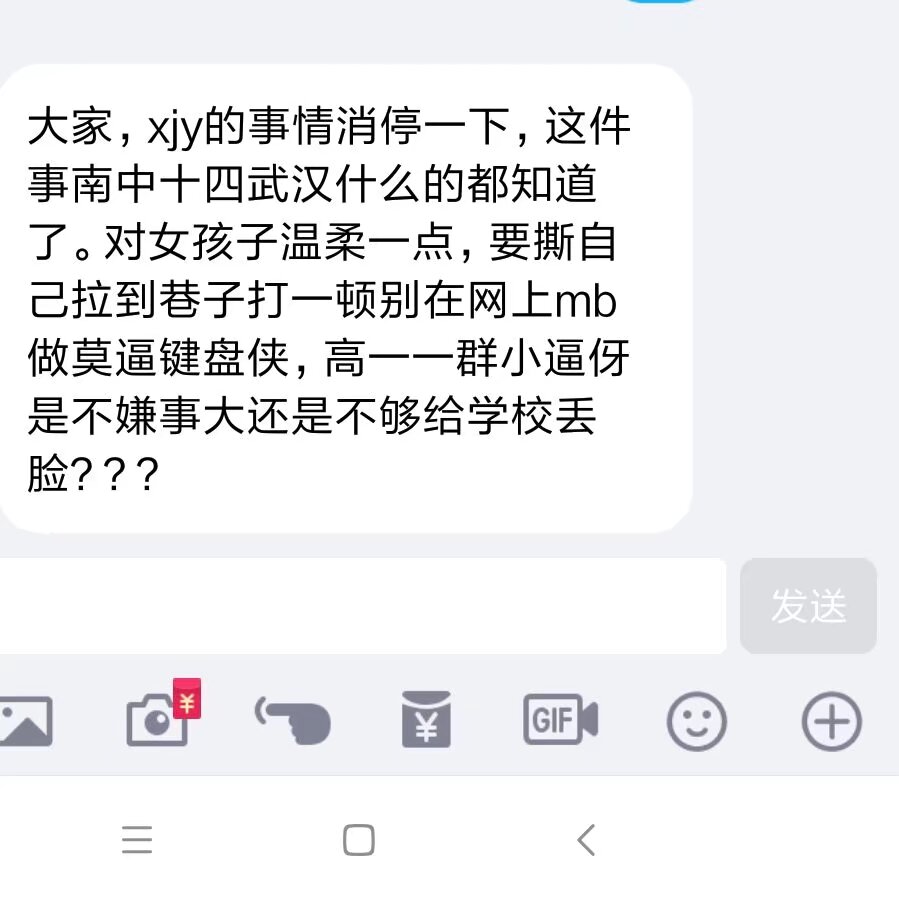 大家，xjy的事情消停一下，这件
事南中十四武汉什么的都知道
了。对女孩子温柔一点，要撕自
己拉到巷子打一顿别在网上mb
做莫逼键盘侠，高一一群小逼伢
是不嫌事大还是不够给学校丢
脸？？？
发送
¥
¥
GIF